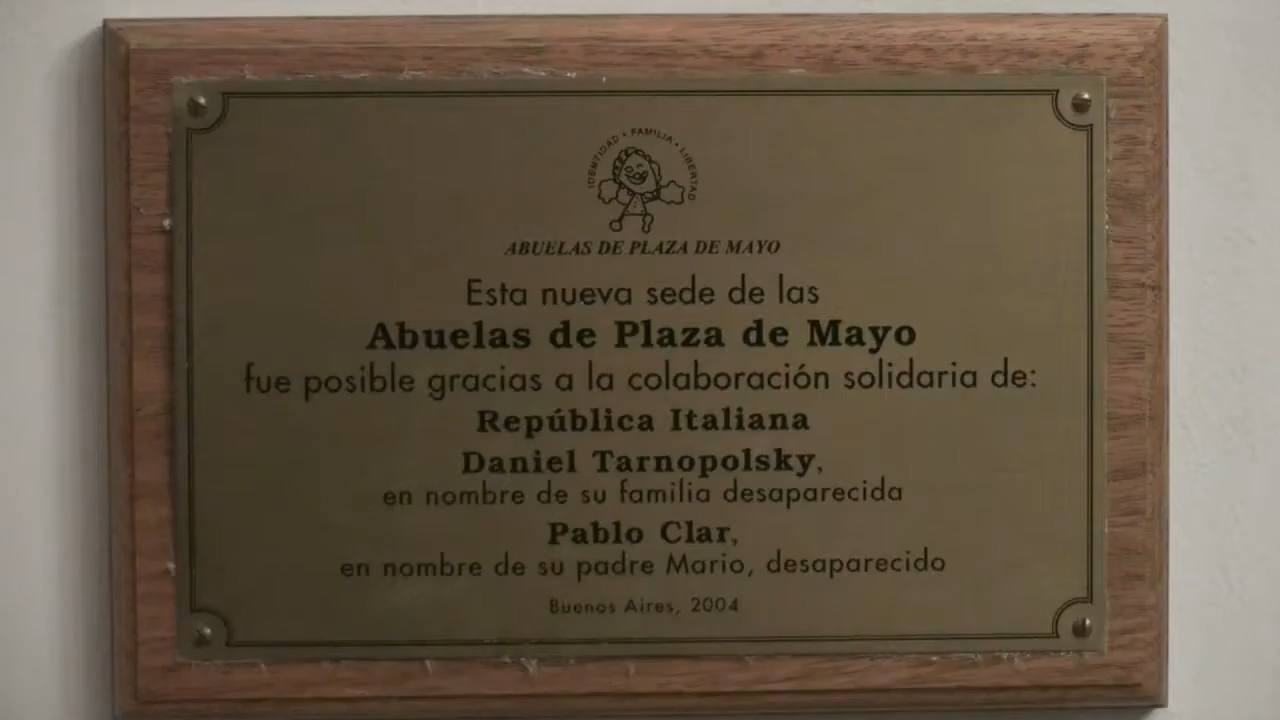 IDENTIDAD • FAMILIA • LIBERTAD
ABUELAS DE PLAZA DE MAYO
Esta nueva sede de las
Abuelas de Plaza de Mayo
fue posible gracias a la colaboración solidaria de:
República Italiana
Daniel Tarnopolsky,
en nombre de su familia desaparecida
Pablo Clar,
en nombre de su padre Mario, desaparecido
Buenos Aires, 2004